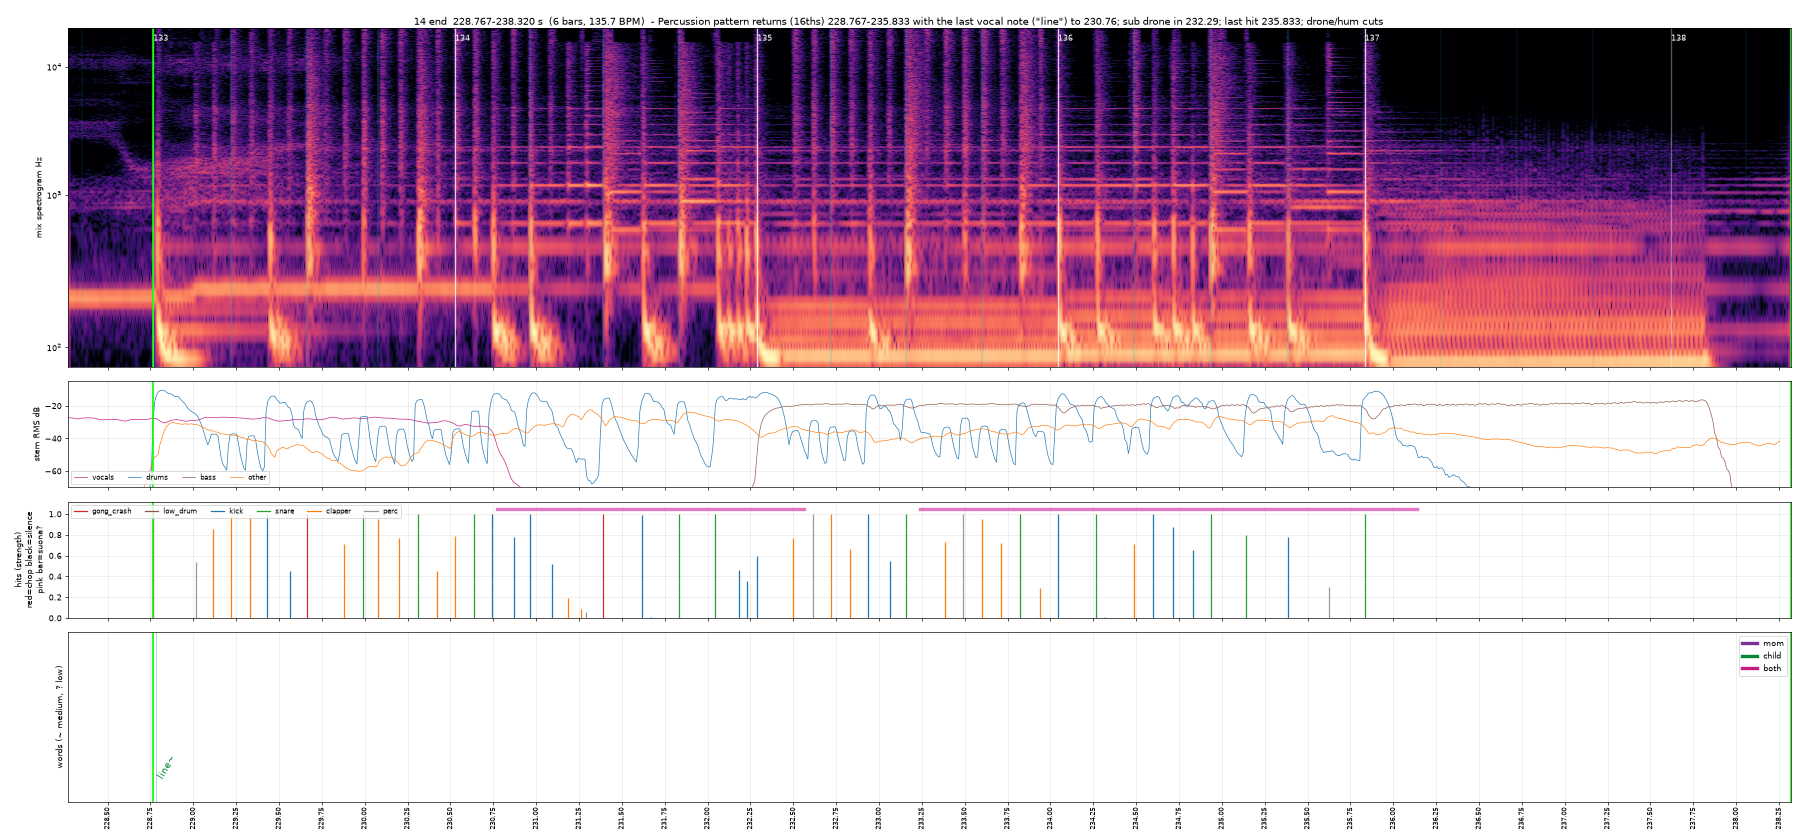 14 end  228.767-238.320 s  (6 bars, 135.7 BPM)  - Percussion pattern returns (16ths) 228.767-235.833 with the last vocal note ("line") to 230.76; sub drone in 232.29; last hit 235.833; drone/hum cuts
133 134 135 136 137 138
mix spectrogram Hz
10⁴
10³
10²
stem RMS dB
−20
−40
−60
vocals drums bass other
hits (strength)
red=chop black=silence
pink bar=suona?
gong_crash low_drum kick snare clapper perc
1.0
0.8
0.6
0.4
0.2
0.0
words (~ medium, ? low)
mom
child
both
line~
228.50 228.75 229.00 229.25 229.50 229.75 230.00 230.25 230.50 230.75 231.00 231.25 231.50 231.75 232.00 232.25 232.50 232.75 233.00 233.25 233.50 233.75 234.00 234.25 234.50 234.75 235.00 235.25 235.50 235.75 236.00 236.25 236.50 236.75 237.00 237.25 237.50 237.75 238.00 238.25